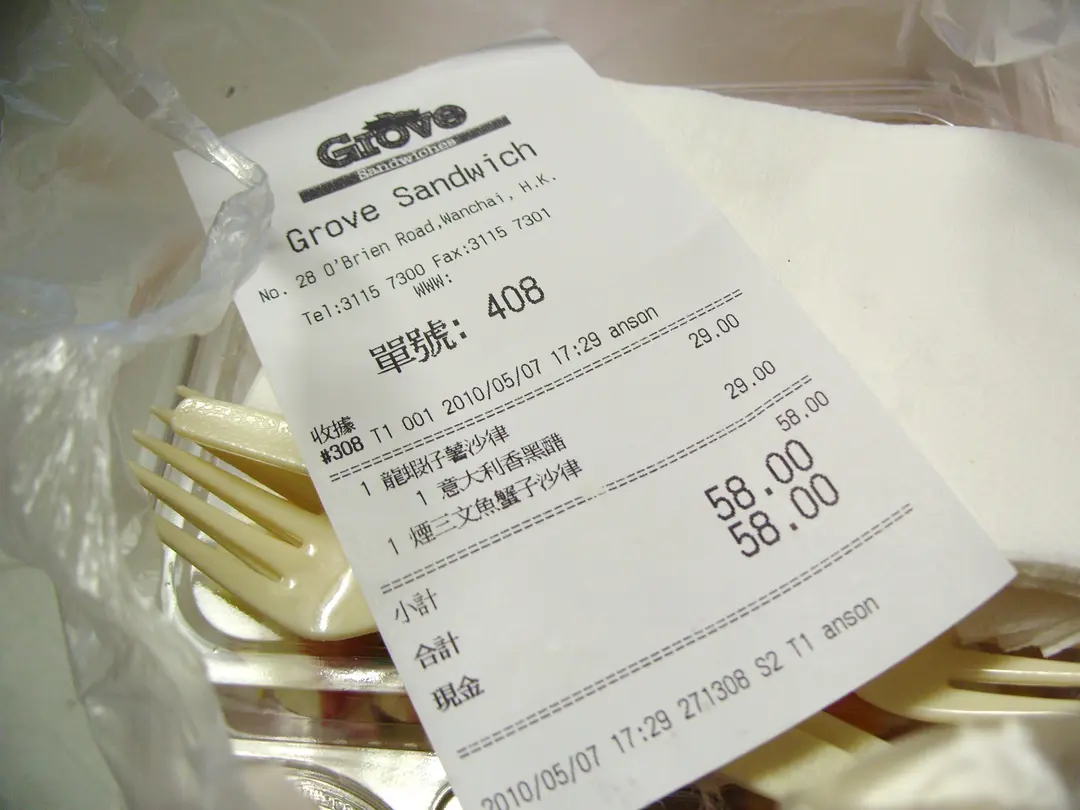 Grove
Sandwiches
Grove Sandwich
No. 28 O'Brien Road,Wanchai, H.K.
Tel:3115 7300 Fax:3115 7301
WWW:
單號: 408
收據
#308 T1 001 2010/05/07 17:29 anson
1 龍蝦仔薯沙律 29.00
1 意大利香黑醋
1 煙三文魚蟹子沙律 29.00
小計 58.00
合計 58.00
現金 58.00
2010/05/07 17:29 271308 S2 T1 anson